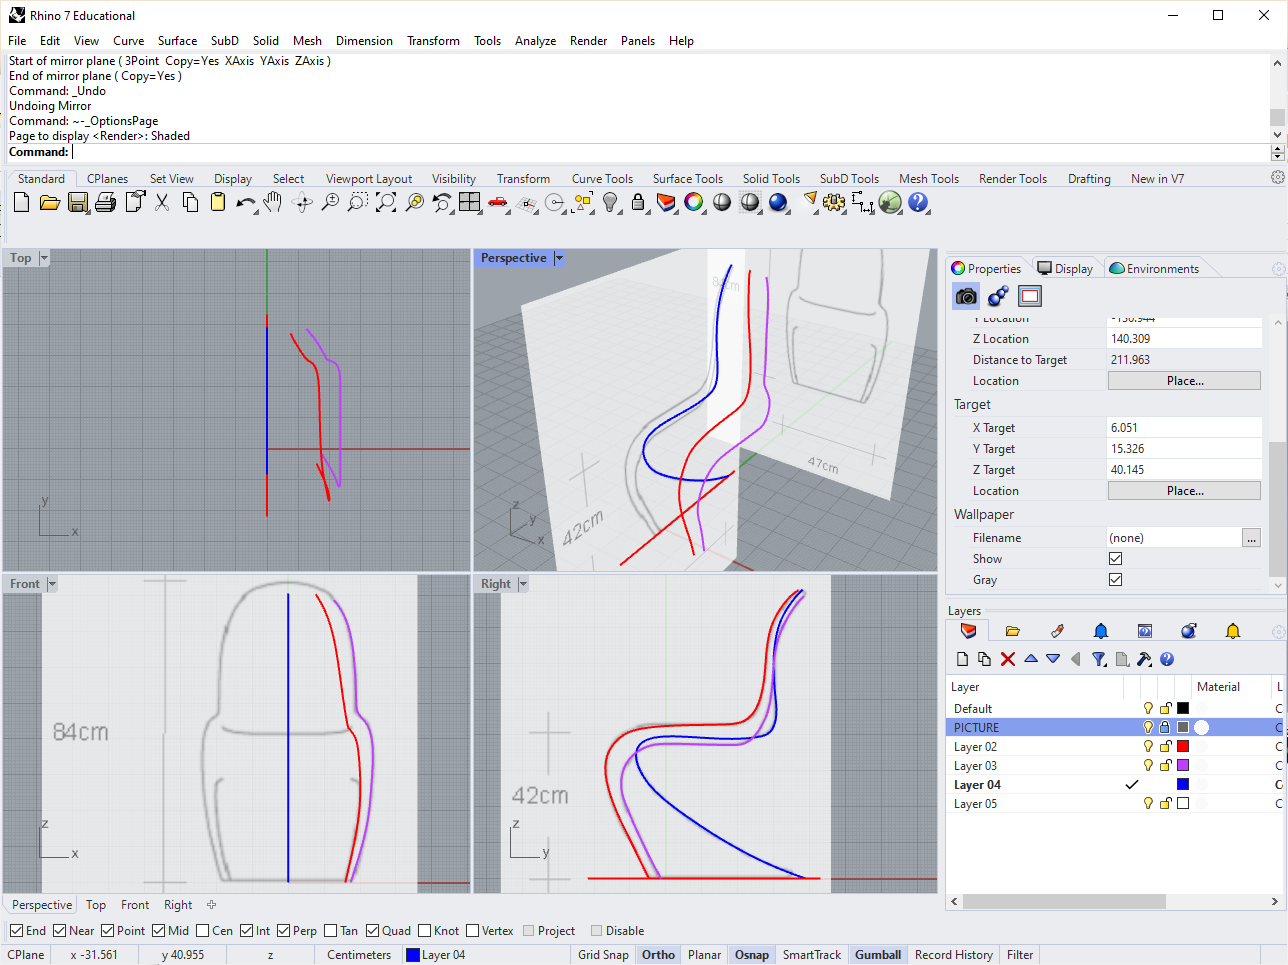 Rhino 7 Educational
File Edit View Curve Surface SubD Solid Mesh Dimension Transform Tools Analyze Render Panels Help
Start of mirror plane ( 3Point Copy=Yes XAxis YAxis ZAxis )
End of mirror plane ( Copy=Yes )
Command: _Undo
Undoing Mirror
Command: ~-_OptionsPage
Page to display <Render>: Shaded
Command:
Standard CPlanes Set View Display Select Viewport Layout Visibility Transform Curve Tools Surface Tools Solid Tools SubD Tools Mesh Tools Render Tools Drafting New in V7
Top
y
x
Perspective
84cm
47cm
42cm
z
y
x
Front
84cm
z
x
Right
42cm
z
y
Properties Display Environments
Y Location -130.944
Z Location 140.309
Distance to Target 211.963
Location Place...
Target
X Target 6.051
Y Target 15.326
Z Target 40.145
Location Place...
Wallpaper
Filename (none) ...
Show
Gray
Layers
Layer Material L
Default C
PICTURE C
Layer 02 C
Layer 03 C
Layer 04 C
Layer 05 C
Perspective Top Front Right
End Near Point Mid Cen Int Perp Tan Quad Knot Vertex Project Disable
CPlane x -31.561 y 40.955 z Centimeters Layer 04 Grid Snap Ortho Planar Osnap SmartTrack Gumball Record History Filter